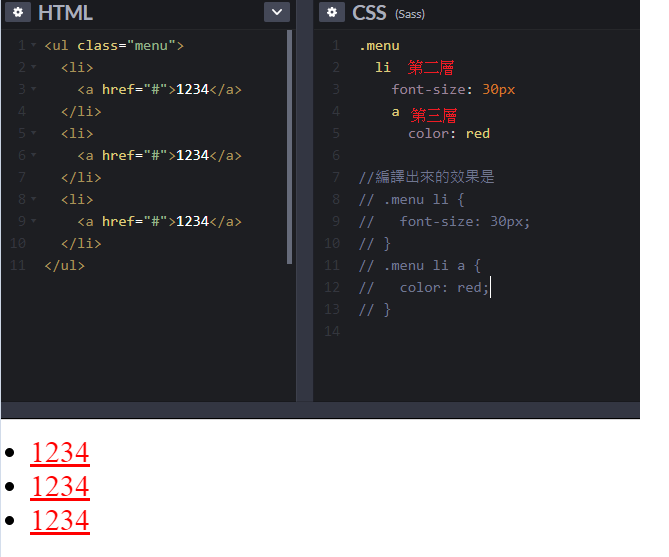 HTML
1 <ul class="menu">
2 <li>
3 <a href="#">1234</a>
4 </li>
5 <li>
6 <a href="#">1234</a>
7 </li>
8 <li>
9 <a href="#">1234</a>
10 </li>
11 </ul>
CSS (Sass)
1 .menu
2 li 第二層
3 font-size: 30px
4 a 第三層
5 color: red
6
7 //編譯出來的效果是
8 // .menu li {
9 // font-size: 30px;
10 // }
11 // .menu li a {
12 // color: red;
13 // }
14
1234
1234
1234